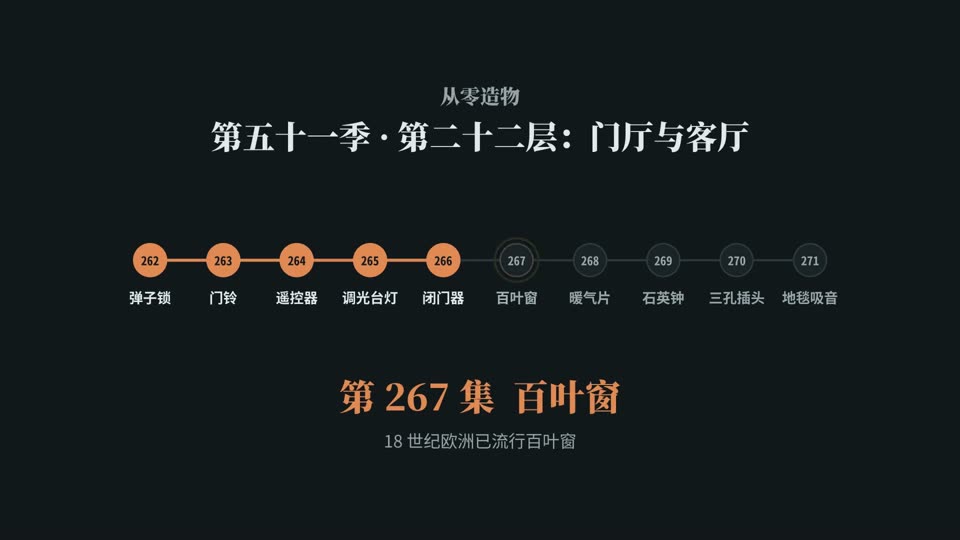 从零造物
第五十一季·第二十二层：门厅与客厅
262 263 264 265 266 267 268 269 270 271
弹子锁 门铃 遥控器 调光台灯 闭门器 百叶窗 暖气片 石英钟 三孔插头 地毯吸音
第 267 集 百叶窗
18 世纪欧洲已流行百叶窗